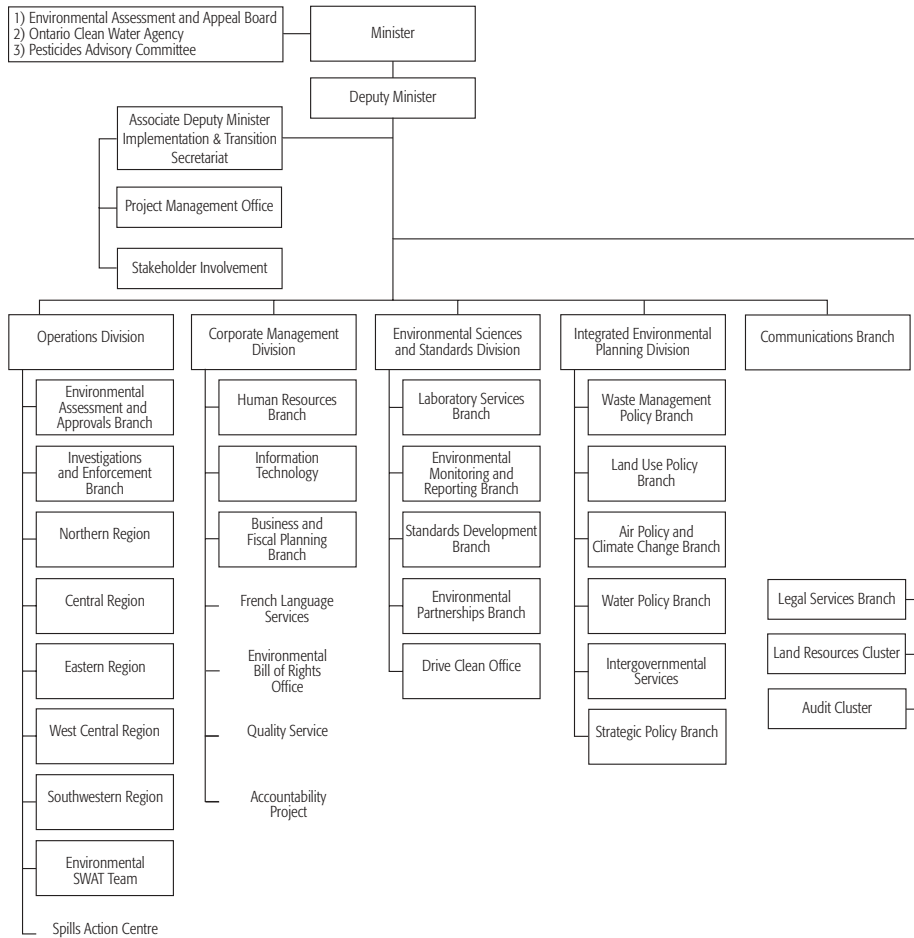 1) Environmental Assessment and Appeal Board
2) Ontario Clean Water Agency
3) Pesticides Advisory Committee
Minister
Deputy Minister
Associate Deputy Minister
Implementation & Transition
Secretariat
Project Management Office
Stakeholder Involvement
Operations Division
Environmental
Assessment and
Approvals Branch
Investigations
and Enforcement
Branch
Northern Region
Central Region
Eastern Region
West Central Region
Southwestern Region
Environmental
SWAT Team
Spills Action Centre
Corporate Management
Division
Human Resources
Branch
Information
Technology
Business and
Fiscal Planning
Branch
French Language
Services
Environmental
Bill of Rights
Office
Quality Service
Accountability
Project
Environmental Sciences
and Standards Division
Laboratory Services
Branch
Environmental
Monitoring and
Reporting Branch
Standards Development
Branch
Environmental
Partnerships Branch
Drive Clean Office
Integrated Environmental
Planning Division
Waste Management
Policy Branch
Land Use Policy
Branch
Air Policy and
Climate Change Branch
Water Policy Branch
Intergovernmental
Services
Strategic Policy Branch
Communications Branch
Legal Services Branch
Land Resources Cluster
Audit Cluster